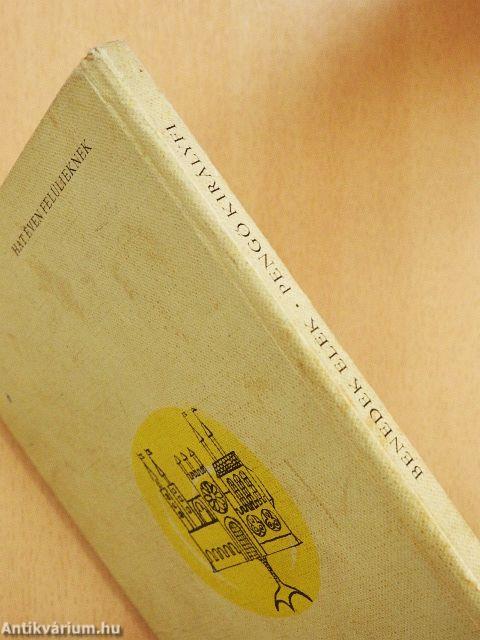 HAT ÉVEN FELÜLIEKNEK
BENEDEK ELEK • PENGŐ KIRÁLYFI
Antikvárium.hu